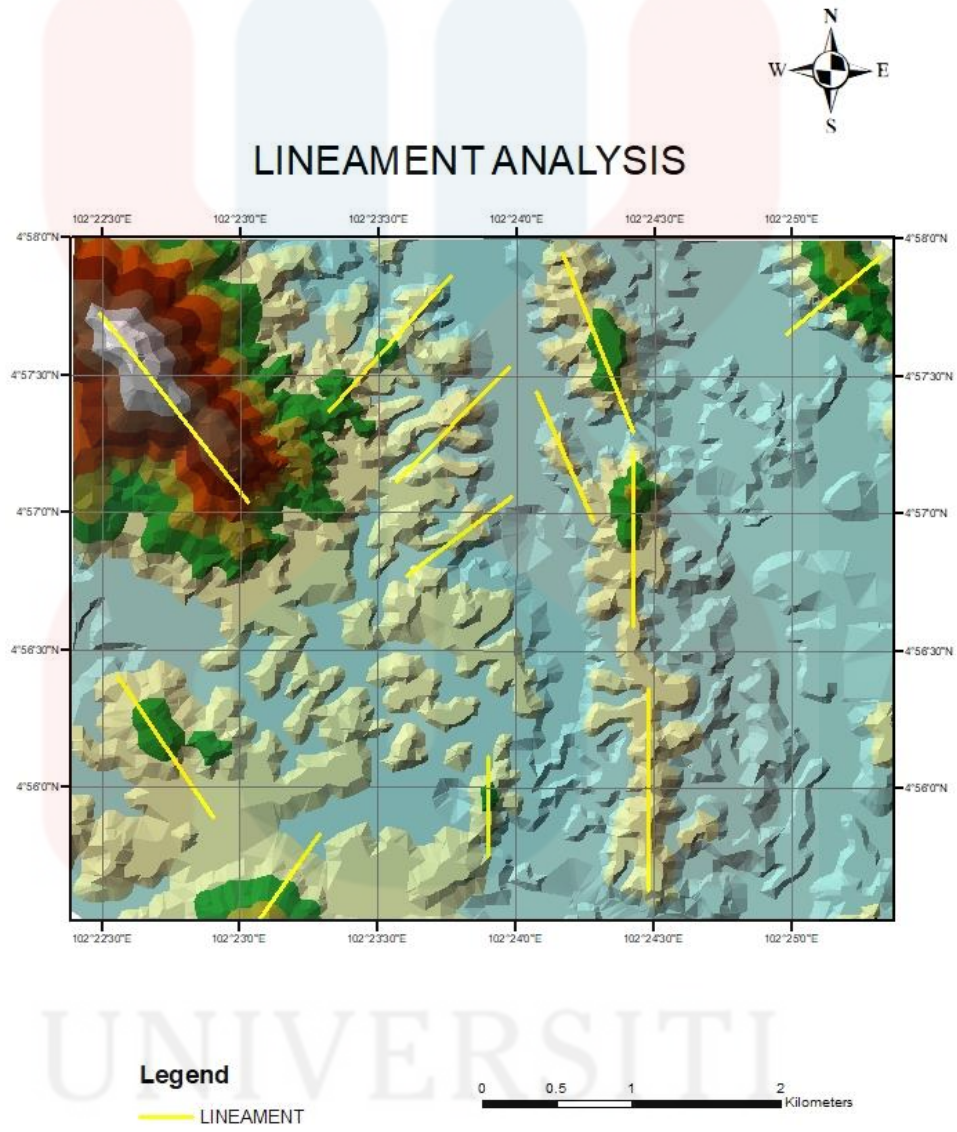 N
W E
S
LINEAMENT ANALYSIS
102°22'30"E 102°23'0"E 102°23'30"E 102°24'0"E 102°24'30"E 102°25'0"E
4°58'0"N 4°58'0"N
4°57'30"N 4°57'30"N
4°57'0"N 4°57'0"N
4°56'30"N 4°56'30"N
4°56'0"N 4°56'0"N
102°22'30"E 102°23'0"E 102°23'30"E 102°24'0"E 102°24'30"E 102°25'0"E
UNIVERSITI
Legend
LINEAMENT
0 0.5 1 2
Kilometers